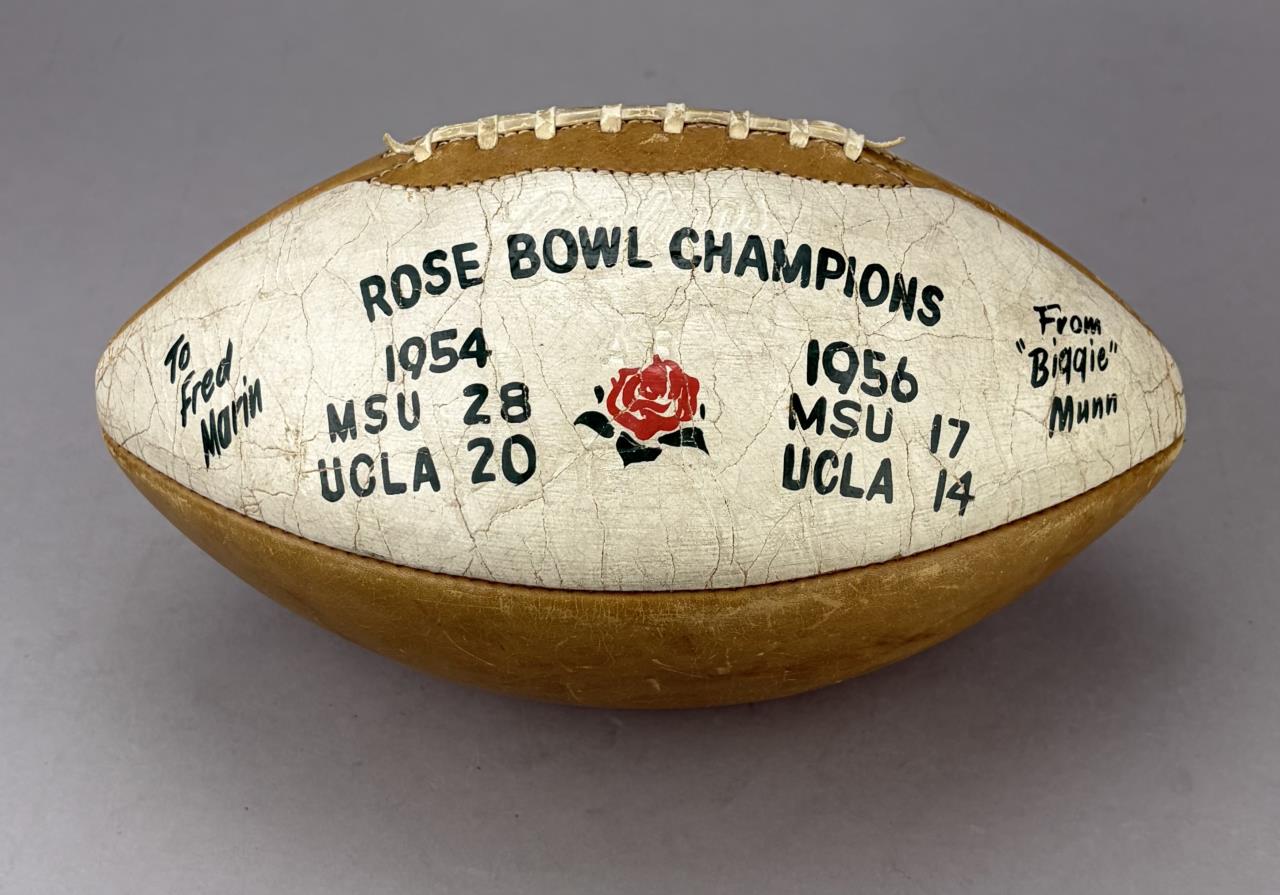 ROSE BOWL CHAMPIONS
To
Fred
Marin
1954
MSU 28
UCLA 20
1956
MSU 17
UCLA 14
From
"Biggie"
Munn